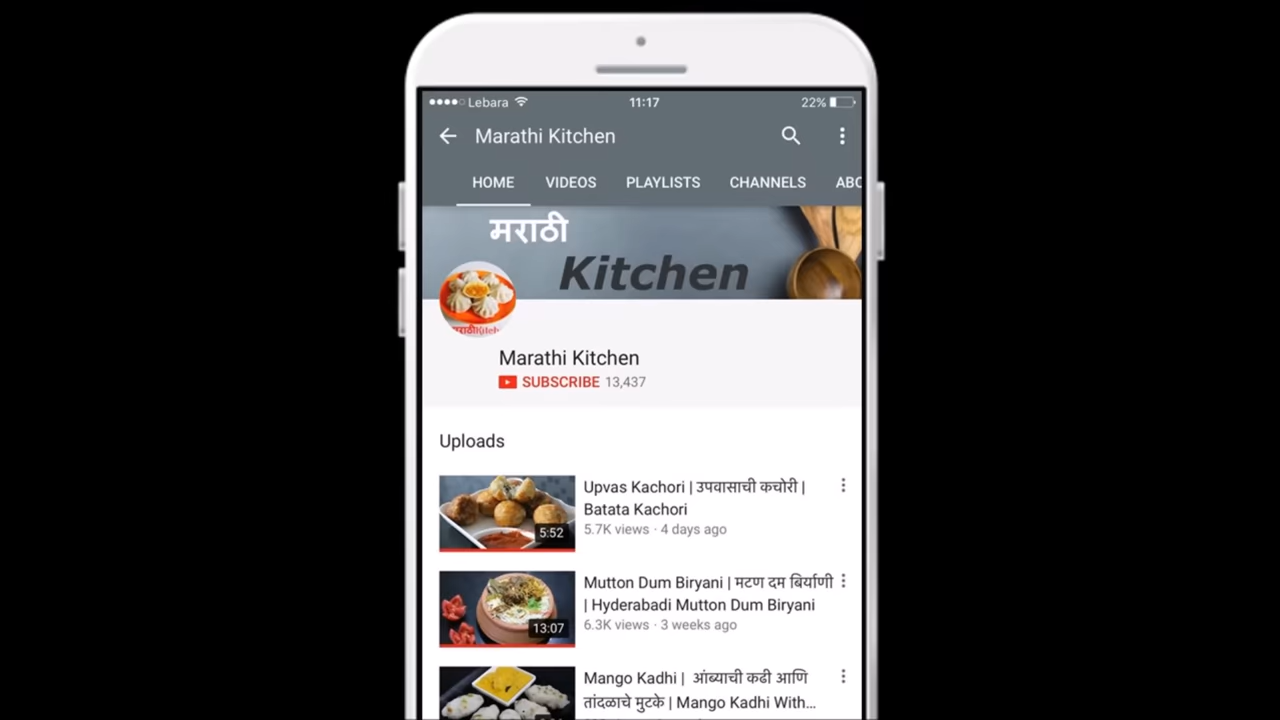 Lebara 11:17 22%
Marathi Kitchen
HOME VIDEOS PLAYLISTS CHANNELS ABC
मराठी
Kitchen
Marathi Kitchen
SUBSCRIBE 13,437
Uploads
Upvas Kachori | उपवासाची कचोरी |
Batata Kachori
5.7K views · 4 days ago
5:52
Mutton Dum Biryani | मटण दम बिर्याणी
| Hyderabadi Mutton Dum Biryani
6.3K views · 3 weeks ago
13:07
Mango Kadhi | आंब्याची कढी आणि
तांदळाचे मुटके | Mango Kadhi With...